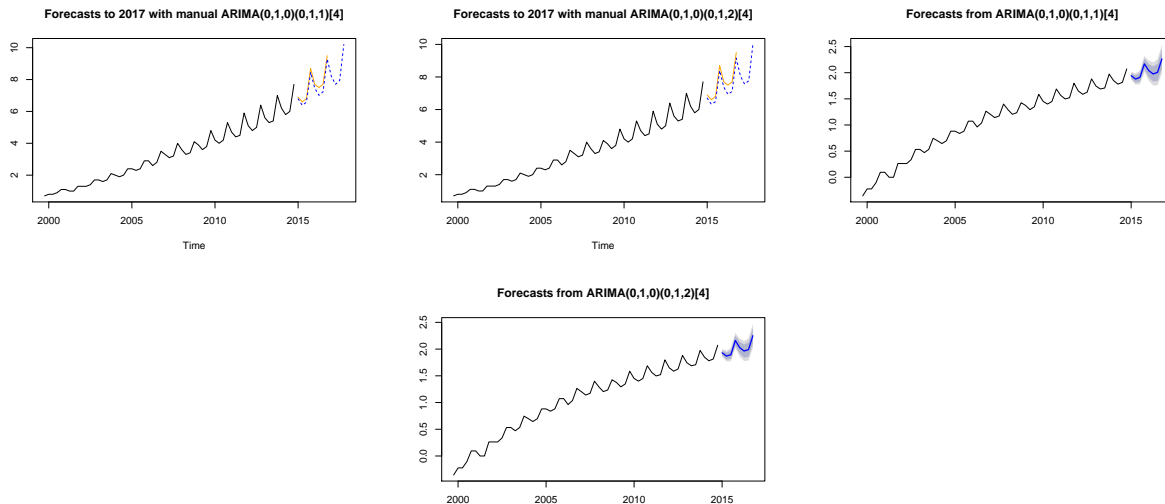 Forecasts to 2017 with manual ARIMA(0,1,0)(0,1,1)[4]
10
8
6
4
2
2000 2005 2010 2015
Time
Forecasts to 2017 with manual ARIMA(0,1,0)(0,1,2)[4]
10
8
6
4
2
2000 2005 2010 2015
Time
Forecasts from ARIMA(0,1,0)(0,1,1)[4]
2.5
2.0
1.5
1.0
0.5
0.0
2000 2005 2010 2015
Forecasts from ARIMA(0,1,0)(0,1,2)[4]
2.5
2.0
1.5
1.0
0.5
0.0
2000 2005 2010 2015